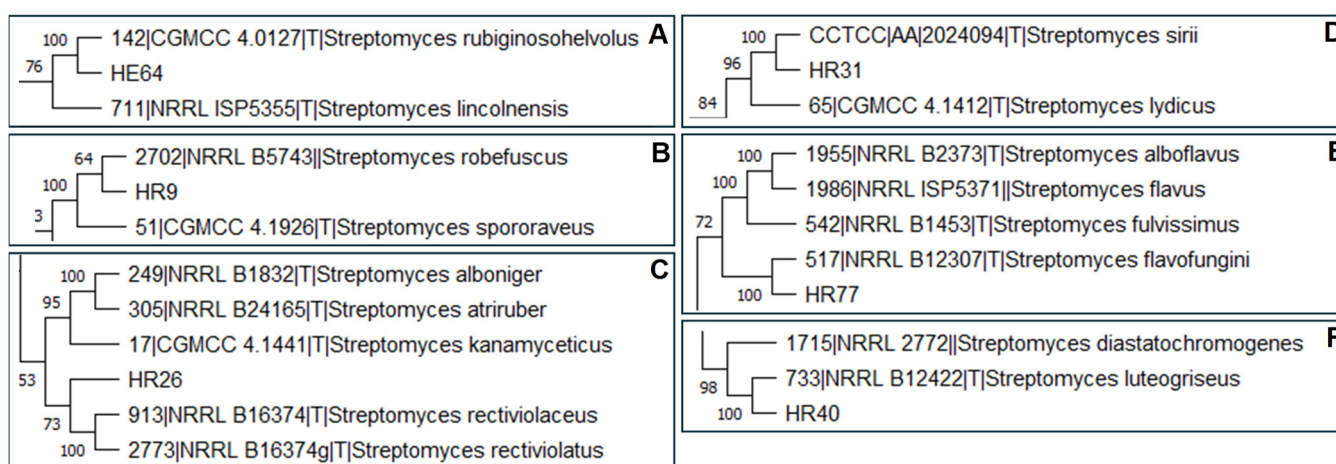 A
100
142|CGMCC 4.0127|T|Streptomyces rubiginosohelvolus
76
HE64
711|NRRL ISP5355|T|Streptomyces lincolnensis
B
64
2702|NRRL B5743||Streptomyces robefuscus
100
HR9
3
51|CGMCC 4.1926|T|Streptomyces spororaveus
C
100
249|NRRL B1832|T|Streptomyces alboniger
95
305|NRRL B24165|T|Streptomyces atriruber
17|CGMCC 4.1441|T|Streptomyces kanamyceticus
53
HR26
73
913|NRRL B16374|T|Streptomyces rectiviolaceus
100
2773|NRRL B16374g|T|Streptomyces rectiviolatus
D
100
CCTCC|AA|2024094|T|Streptomyces sirii
96
HR31
84
65|CGMCC 4.1412|T|Streptomyces lydicus
E
100
1955|NRRL B2373|T|Streptomyces alboflavus
100
1986|NRRL ISP5371||Streptomyces flavus
72
542|NRRL B1453|T|Streptomyces fulvissimus
517|NRRL B12307|T|Streptomyces flavofungini
100
HR77
F
1715|NRRL 2772||Streptomyces diastatochromogenes
98
733|NRRL B12422|T|Streptomyces luteogriseus
100
HR40